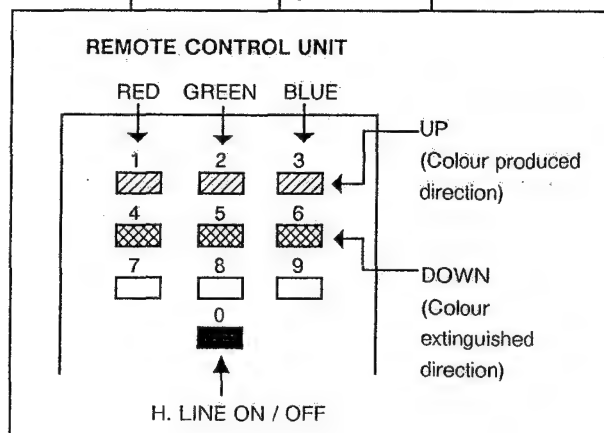 REMOTE CONTROL UNIT
RED GREEN BLUE
1 2 3
UP
(Colour produced
direction)
4 5 6
7 8 9
DOWN
(Colour
extinguished
direction)
0
H. LINE ON / OFF